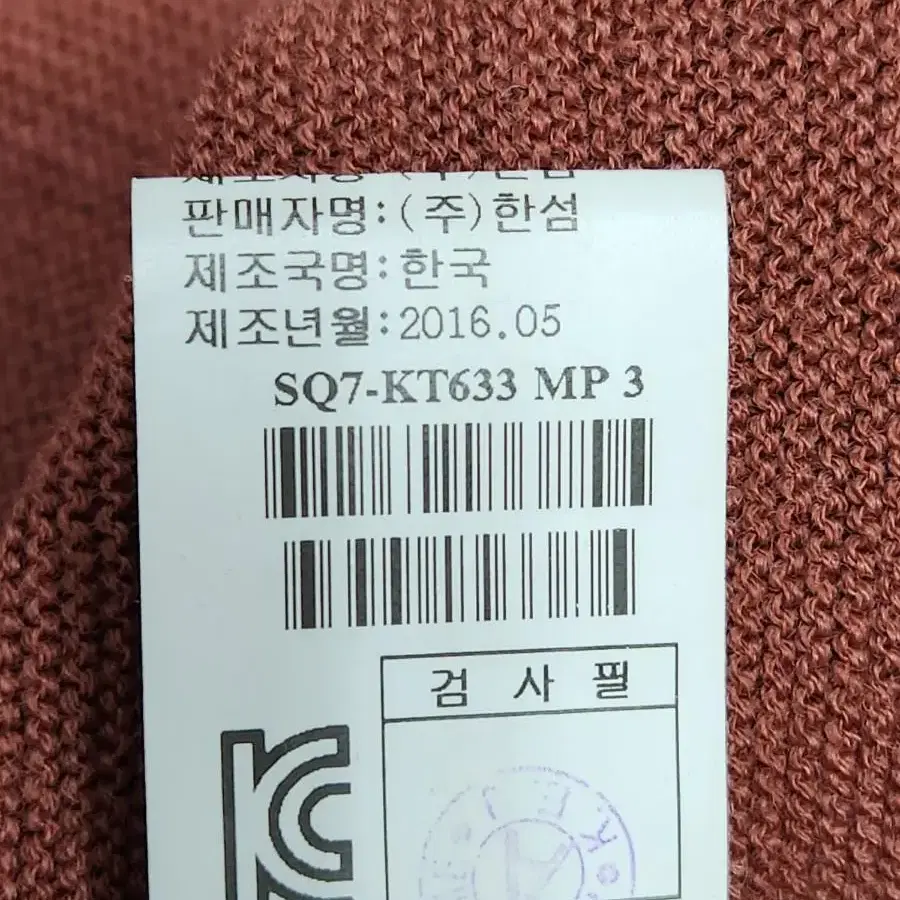 판매자명:(주)한섬
제조국명:한국
제조년월:2016.05
SQ7-KT633 MP 3
검 사 필